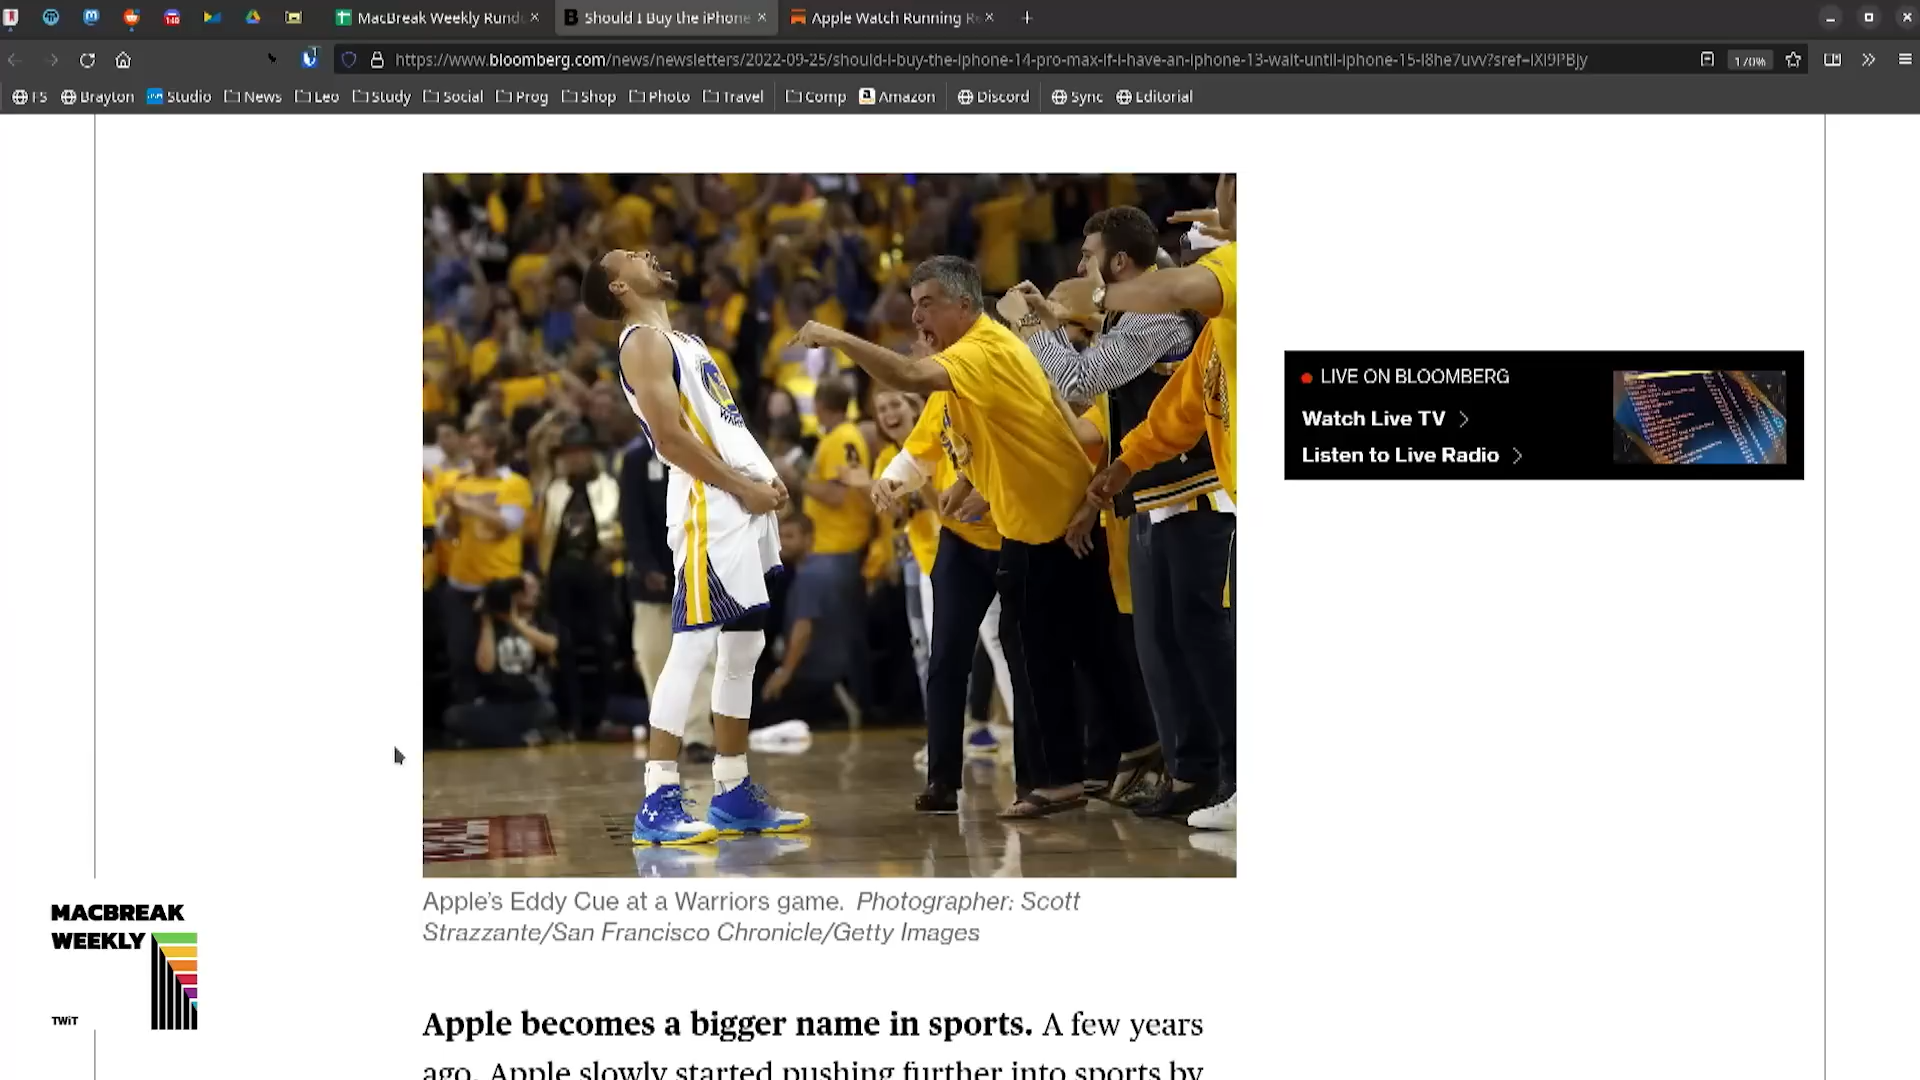 140
MacBreak Weekly Rund
Should I Buy the iPhone
Apple Watch Running R
https://www.bloomberg.com/news/newsletters/2022-09-25/should-i-buy-the-iphone-14-pro-max-if-i-have-an-iphone-13-wait-until-iphone-15-l8he7uvv?sref=
170%
FS
Brayton
Studio
News
Leo
Study
Social
Prog
Shop
Photo
Travel
Comp
Amazon
Discord
Sync
Editorial
LIVE ON BLOOMBERG
Watch Live TV
Listen to Live Radio
Apple's Eddy Cue at a Warriors game. Photographer: Scott
Strazzante/San Francisco Chronicle/Getty Images
MACBREAK
WEEKLY
TWiT
Apple becomes a bigger name in sports. A few years
ago, Apple slowly started pushing further into sports by